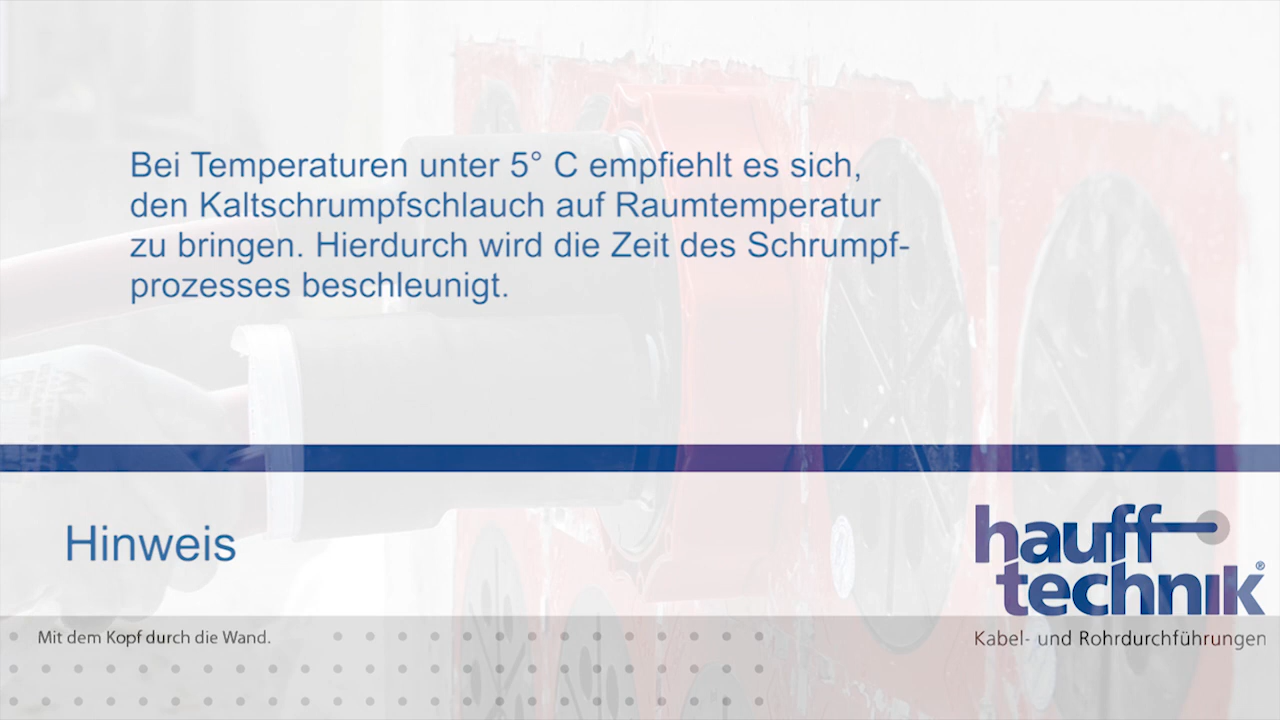 Bei Temperaturen unter 5° C empfiehlt es sich,
den Kaltschrumpfschlauch auf Raumtemperatur
zu bringen. Hierdurch wird die Zeit des Schrumpf-
prozesses beschleunigt.
Hinweis
hauff
technik®
Mit dem Kopf durch die Wand.
Kabel- und Rohrdurchführungen